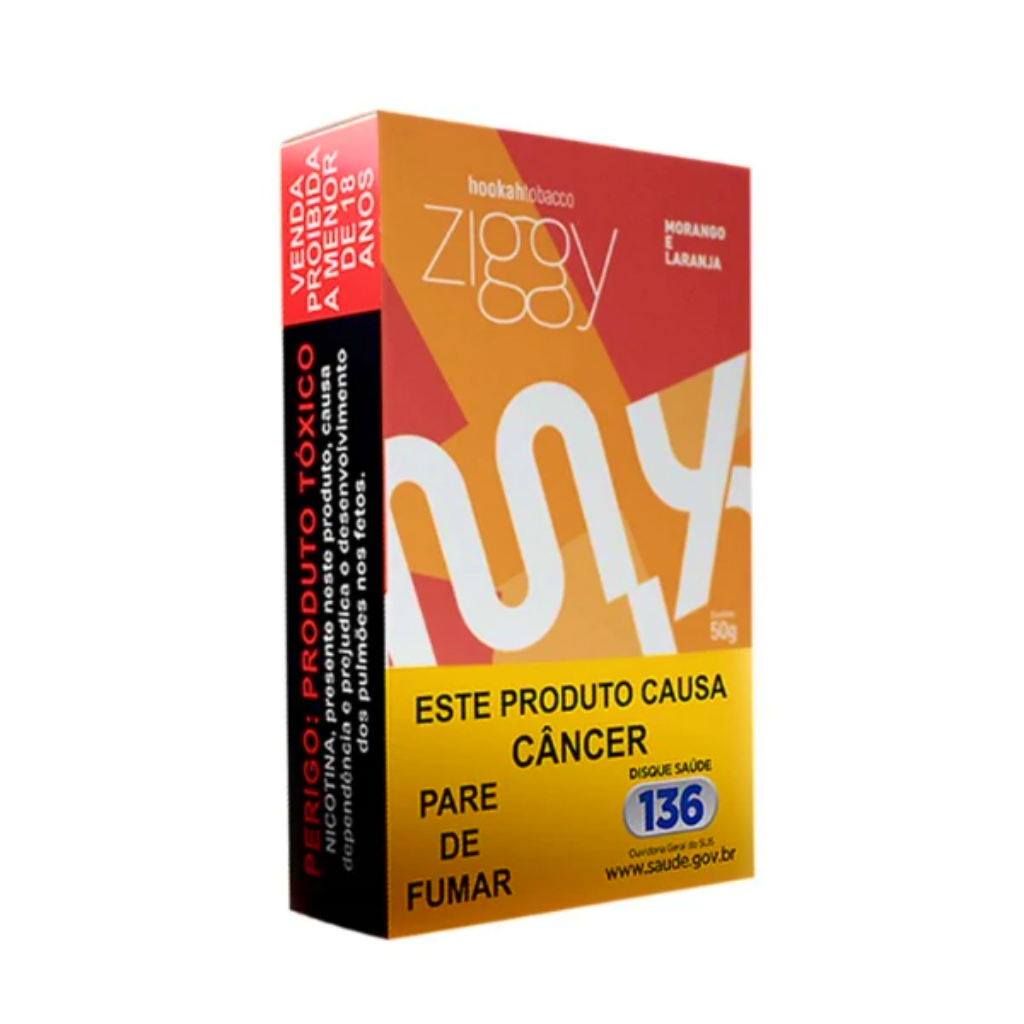 VENDA
PROIBIDA
A MENOR
DE 18
ANOS
PERIGO: PRODUTO TÓXICO
NICOTINA, presente neste produto, causa
dependência e prejudica o desenvolvimento
dos pulmões nos fetos.
hookahtobacco
ziggy
MORANGO
E
LARANJA
50g
ESTE PRODUTO CAUSA
CÂNCER
PARE
DE
FUMAR
DISQUE SAÚDE
136
Ouvidoria Geral do SUS
www.saude.gov.br